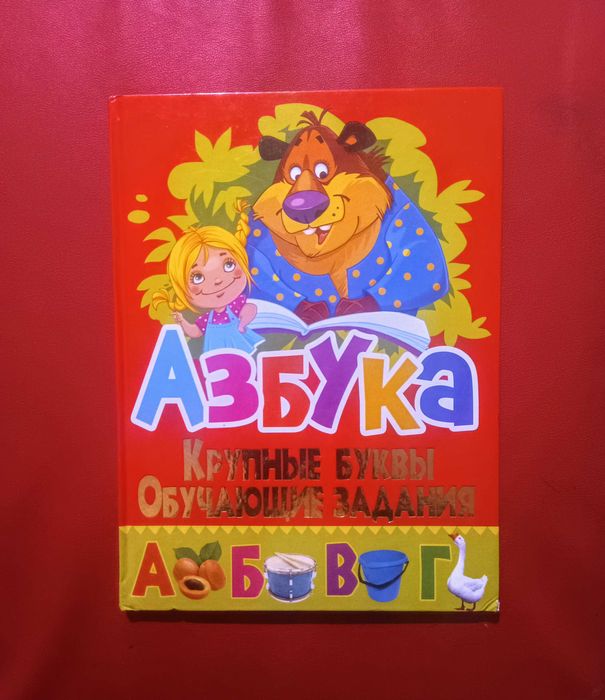 Азбука
Крупные буквы
Обучающие задания
А Б В Г